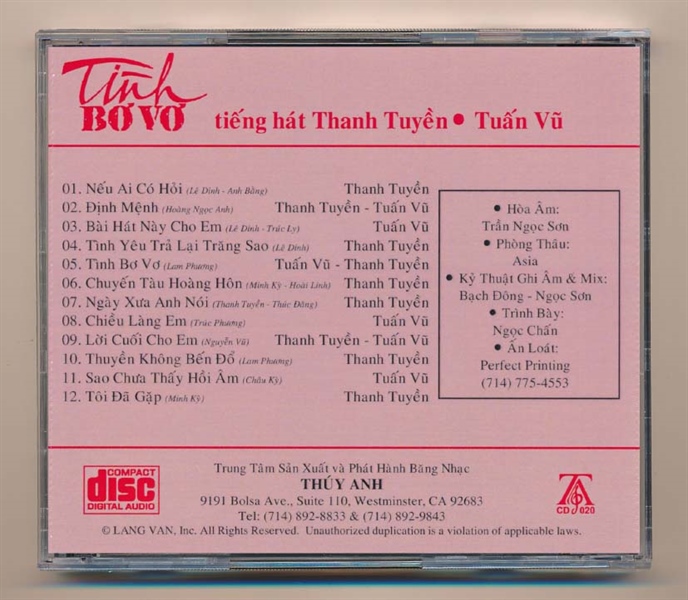 Tình
BƠ VƠ
tiếng hát Thanh Tuyền • Tuấn Vũ
01. Nếu Ai Có Hỏi (Lê Dinh - Anh Bằng) Thanh Tuyền
02. Định Mệnh (Hoàng Ngọc Anh) Thanh Tuyền - Tuấn Vũ
03. Bài Hát Này Cho Em (Lê Dinh - Trúc Ly) Tuấn Vũ
04. Tình Yêu Trả Lại Trăng Sao (Lê Dinh) Thanh Tuyền
05. Tình Bơ Vơ (Lam Phương) Tuấn Vũ - Thanh Tuyền
06. Chuyến Tàu Hoàng Hôn (Minh Kỳ - Hoài Linh) Thanh Tuyền
07. Ngày Xưa Anh Nói (Thanh Tuyền - Thúc Đăng) Thanh Tuyền
08. Chiều Làng Em (Trúc Phương) Tuấn Vũ
09. Lời Cuối Cho Em (Nguyễn Vũ) Thanh Tuyền - Tuấn Vũ
10. Thuyền Không Bến Đổ (Lam Phương) Thanh Tuyền
11. Sao Chưa Thấy Hồi Âm (Châu Kỳ) Tuấn Vũ
12. Tôi Đã Gặp (Minh Kỳ) Thanh Tuyền
• Hòa Âm:
Trần Ngọc Sơn
• Phòng Thâu:
Asia
• Kỷ Thuật Ghi Âm & Mix:
Bạch Đông - Ngọc Sơn
• Trình Bày:
Ngọc Chấn
• Ấn Loát:
Perfect Printing
(714) 775-4553
COMPACT
disc
DIGITAL AUDIO
Trung Tâm Sản Xuất và Phát Hành Băng Nhạc
THÚY ANH
9191 Bolsa Ave., Suite 110, Westminster, CA 92683
Tel: (714) 892-8833 & (714) 892-9843
© LANG VAN, Inc. All Rights Reserved. Unauthorized duplication is a violation of applicable laws.
CD 020